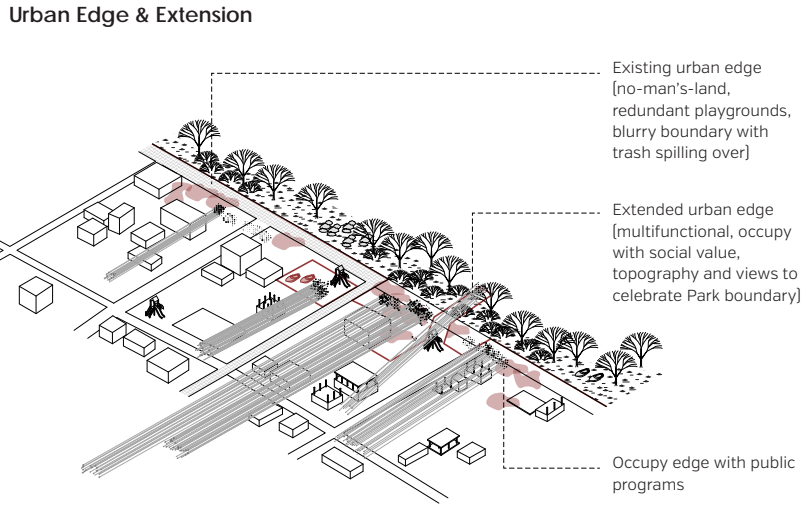 Urban Edge & Extension
Existing urban edge
(no-man's-land,
redundant playgrounds,
blurry boundary with
trash spilling over)
Extended urban edge
(multifunctional, occupy
with social value,
topography and views to
celebrate Park boundary)
Occupy edge with public
programs